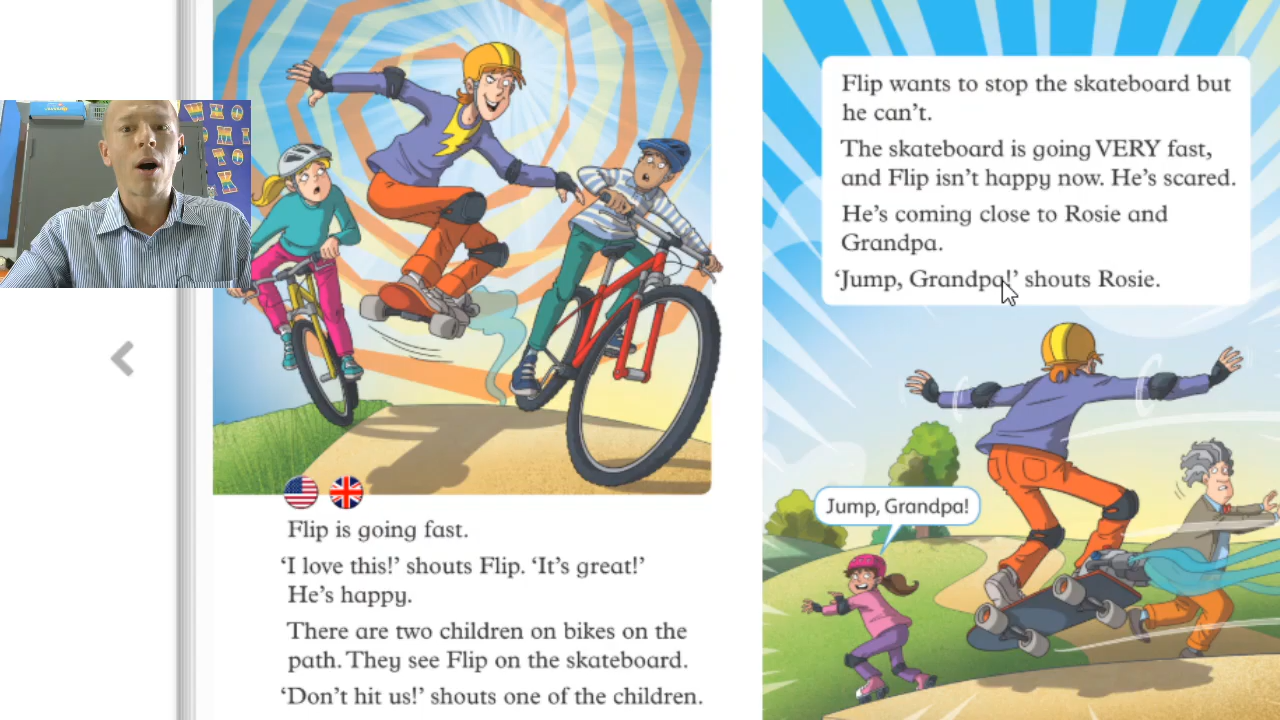 Flip is going fast.
‘I love this!’ shouts Flip. ‘It’s great!’
He’s happy.
There are two children on bikes on the
path. They see Flip on the skateboard.
‘Don’t hit us!’ shouts one of the children.
Flip wants to stop the skateboard but
he can’t.
The skateboard is going VERY fast,
and Flip isn’t happy now. He’s scared.
He’s coming close to Rosie and
Grandpa.
‘Jump, Grandpa!’ shouts Rosie.
Jump, Grandpa!